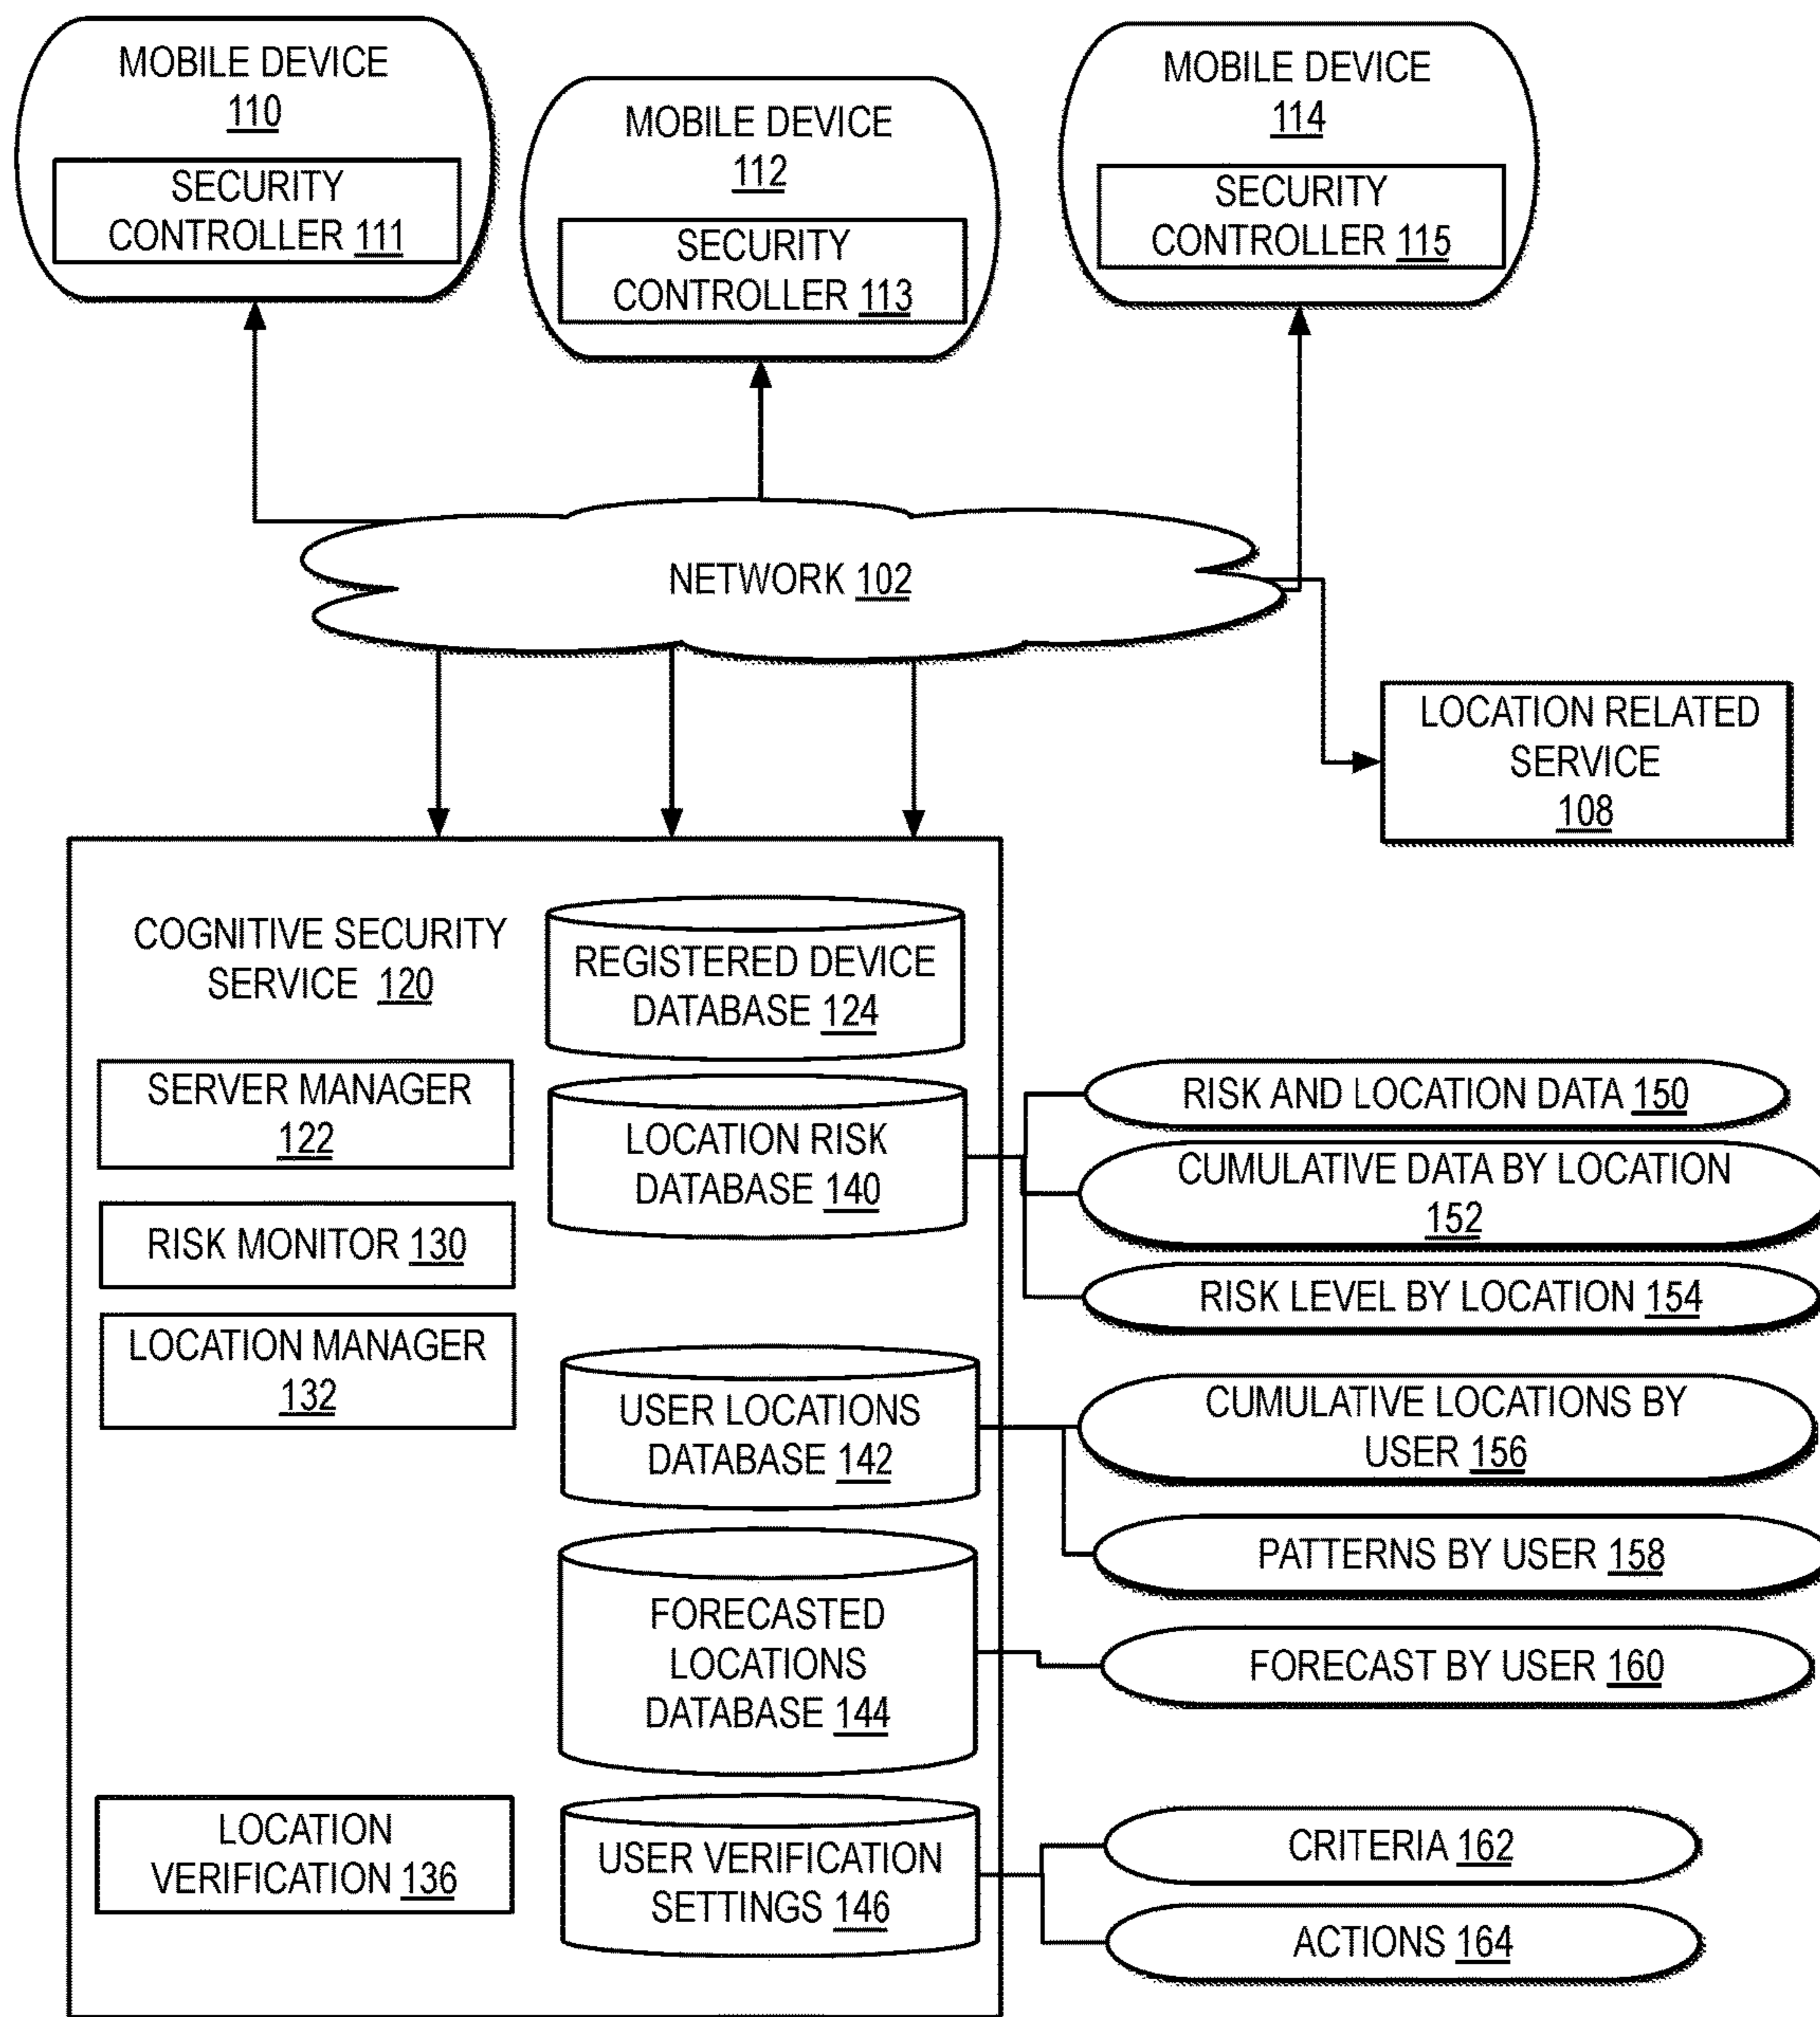 MOBILE DEVICE
110
SECURITY
CONTROLLER 111
MOBILE DEVICE
112
SECURITY
CONTROLLER 113
MOBILE DEVICE
114
SECURITY
CONTROLLER 115
NETWORK 102
LOCATION RELATED
SERVICE
108
COGNITIVE SECURITY
SERVICE 120
SERVER MANAGER
122
RISK MONITOR 130
LOCATION MANAGER
132
LOCATION
VERIFICATION 136
REGISTERED DEVICE
DATABASE 124
LOCATION RISK
DATABASE 140
USER LOCATIONS
DATABASE 142
FORECASTED
LOCATIONS
DATABASE 144
USER VERIFICATION
SETTINGS 146
RISK AND LOCATION DATA 150
CUMULATIVE DATA BY LOCATION
152
RISK LEVEL BY LOCATION 154
CUMULATIVE LOCATIONS BY
USER 156
PATTERNS BY USER 158
FORECAST BY USER 160
CRITERIA 162
ACTIONS 164